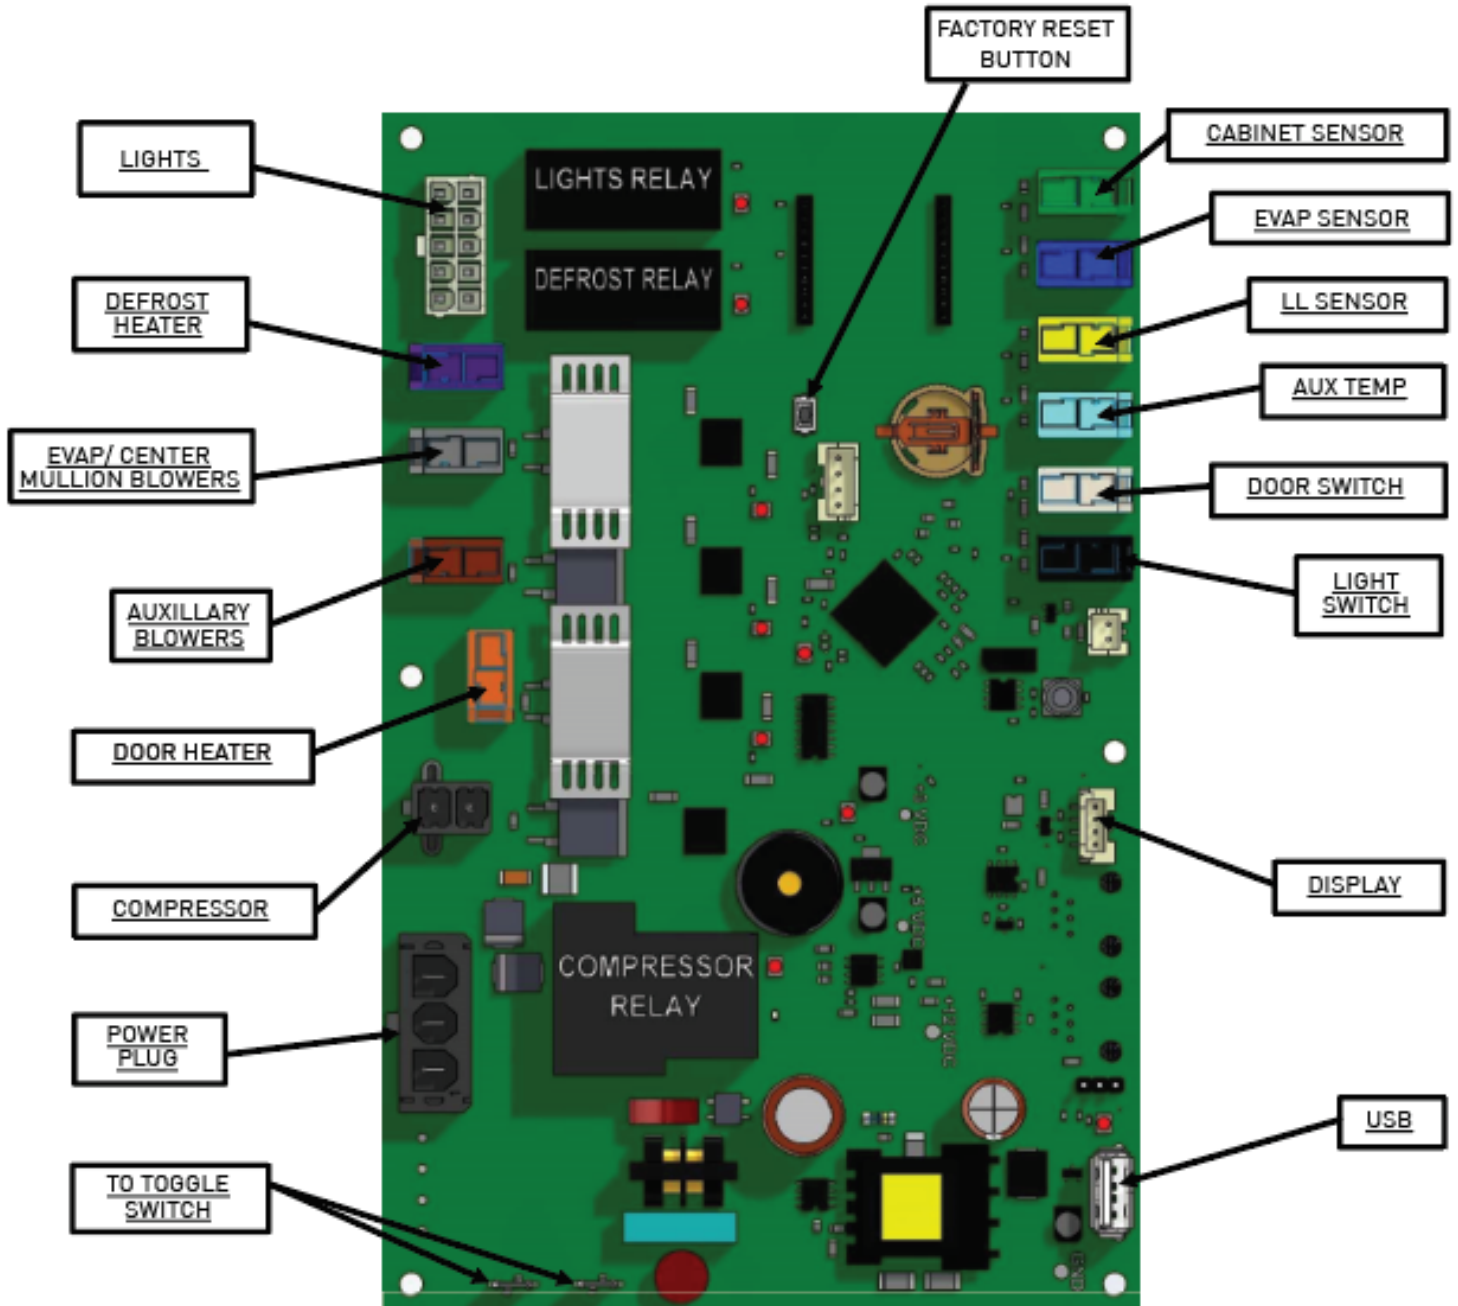 FACTORY RESET
BUTTON
LIGHTS
CABINET SENSOR
LIGHTS RELAY
EVAP SENSOR
DEFROST RELAY
DEFROST
HEATER
LL SENSOR
AUX TEMP
EVAP/ CENTER
MULLION BLOWERS
DOOR SWITCH
AUXILLARY
BLOWERS
LIGHT
SWITCH
DOOR HEATER
DISPLAY
COMPRESSOR
COMPRESSOR
RELAY
POWER
PLUG
USB
TO TOGGLE
SWITCH
GND